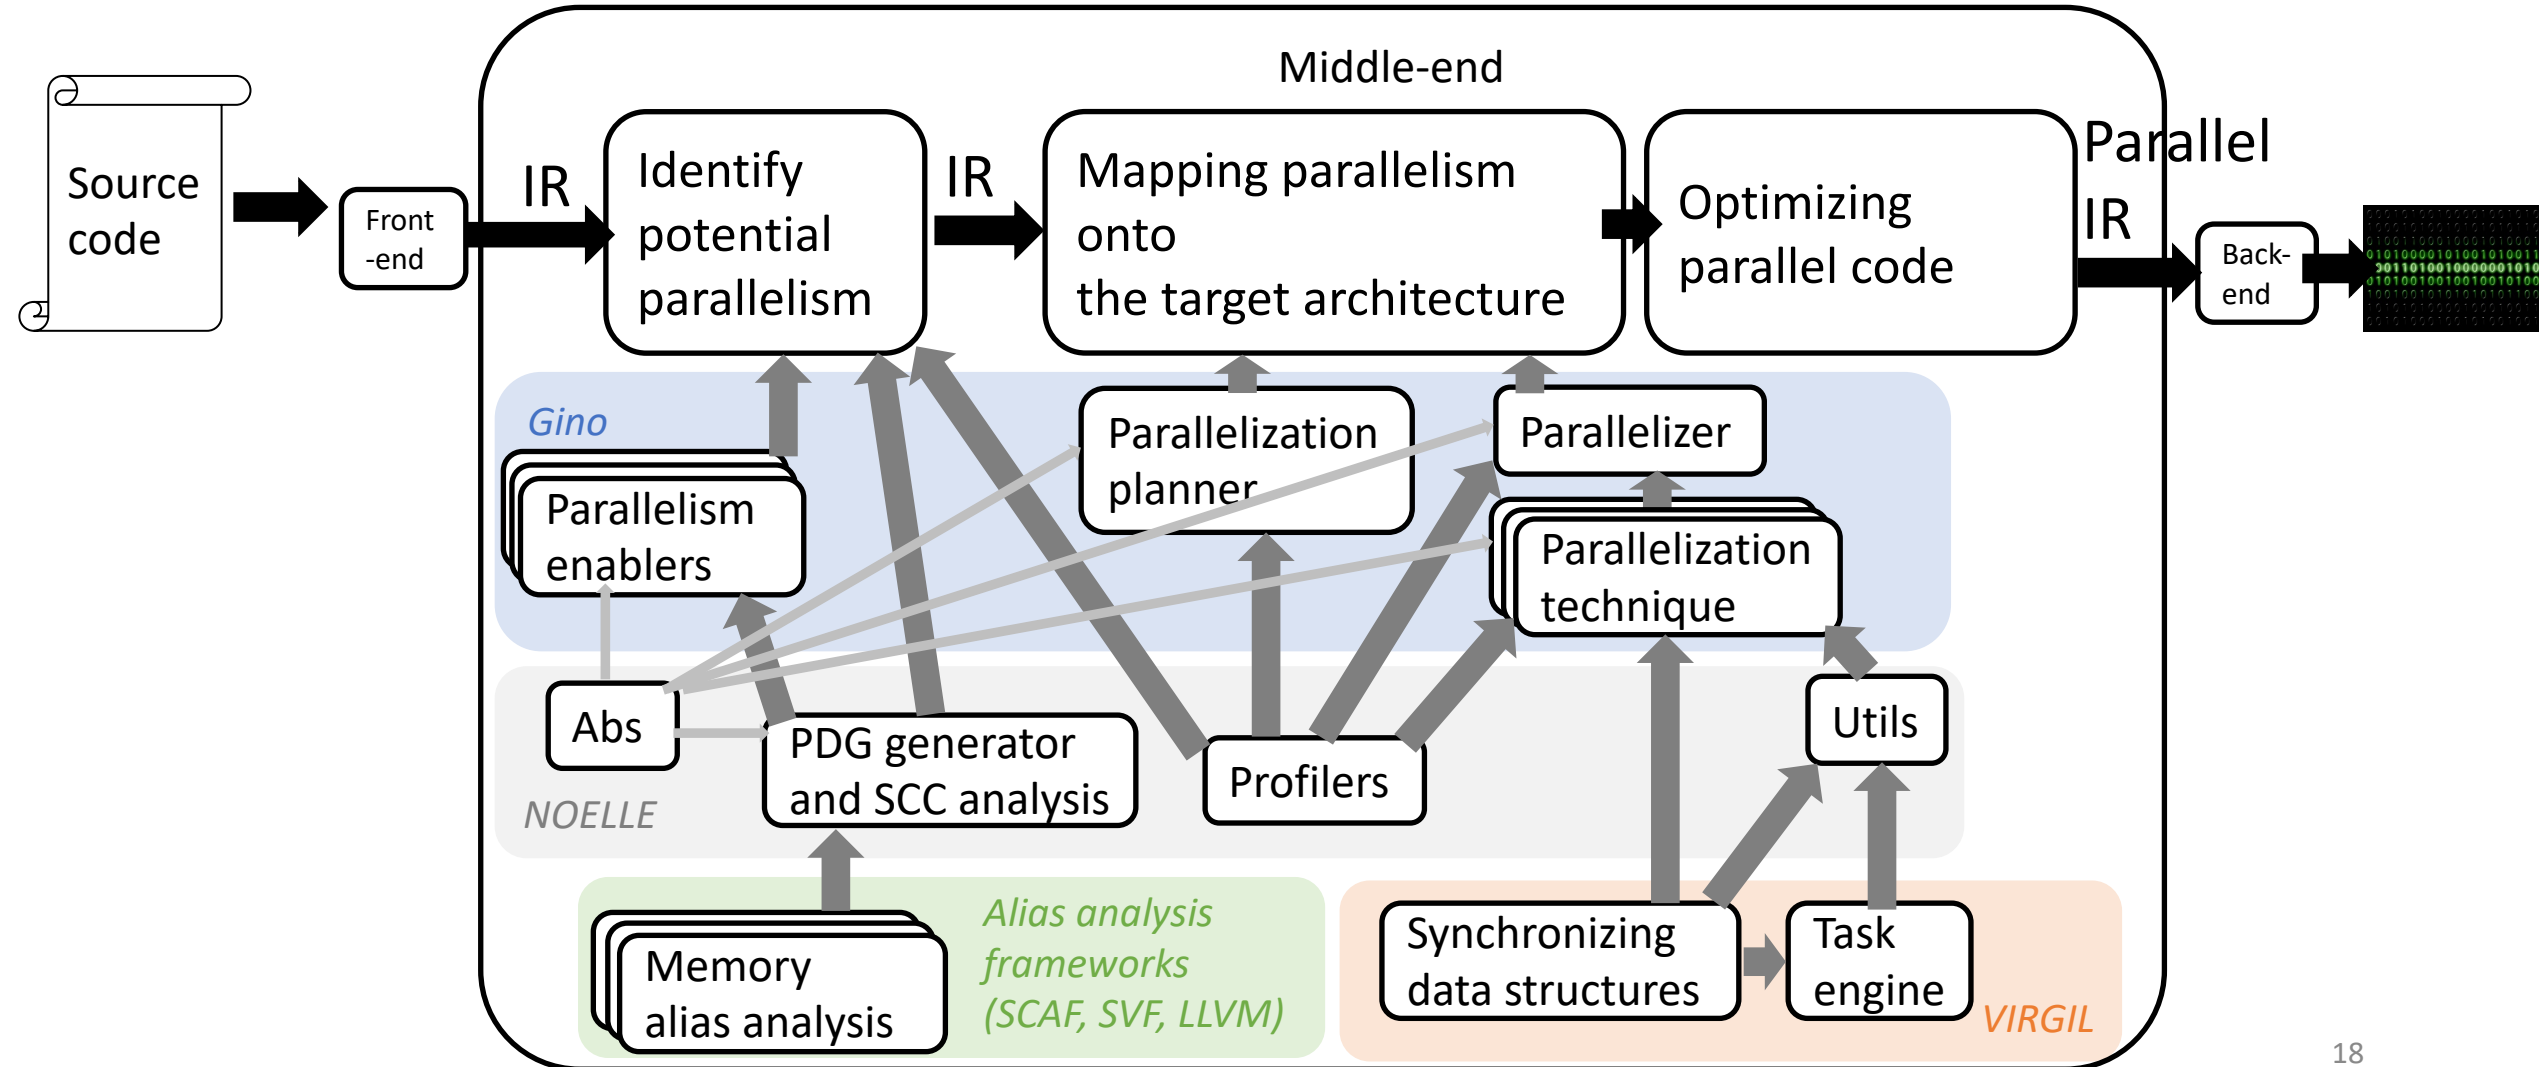 Middle-end
Source
code
Front
-end
IR
Identify
potential
parallelism
IR
Mapping parallelism
onto
the target architecture
Optimizing
parallel code
Parallel
IR
Back-
end
Gino
Parallelism
enablers
Parallelization
planner
Parallelizer
Parallelization
technique
Abs
PDG generator
and SCC analysis
Profilers
Utils
NOELLE
Memory
alias analysis
Alias analysis
frameworks
(SCAF, SVF, LLVM)
Synchronizing
data structures
Task
engine
VIRGIL
18